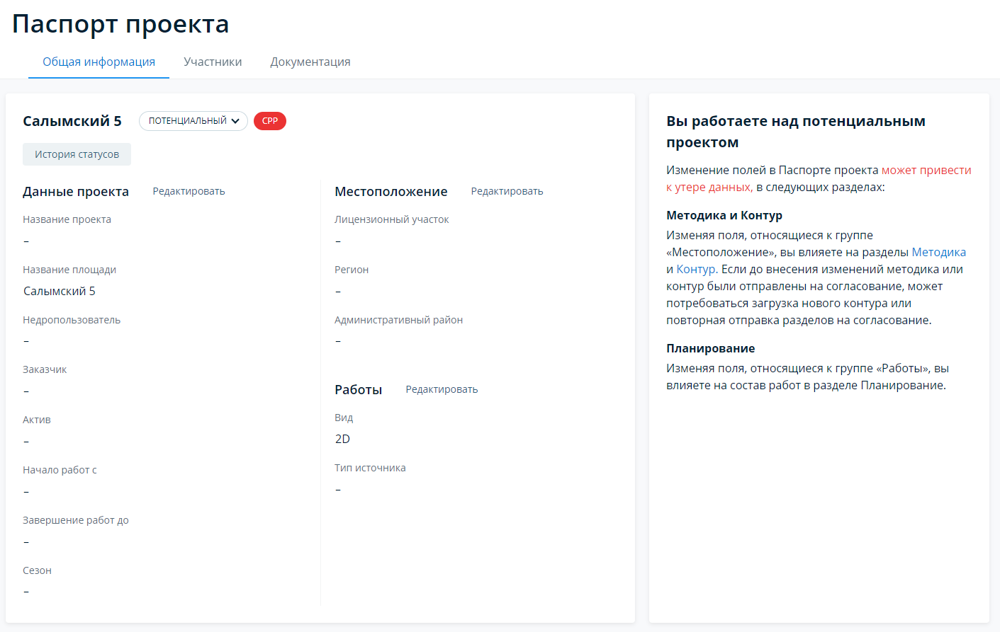 Паспорт проекта
Общая информация
Участники
Документация
Салымский 5
ПОТЕНЦИАЛЬНЫЙ
СРР
История статусов
Данные проекта
Редактировать
Название проекта
–
Название площади
Салымский 5
Недропользователь
–
Заказчик
–
Актив
–
Начало работ с
–
Завершение работ до
–
Сезон
–
Местоположение
Редактировать
Лицензионный участок
–
Регион
–
Административный район
–
Работы
Редактировать
Вид
2D
Тип источника
–
Вы работаете над потенциальным
проектом
Изменение полей в Паспорте проекта может привести
к утере данных, в следующих разделах:
Методика и Контур
Изменяя поля, относящиеся к группе
«Местоположение», вы влияете на разделы Методика
и Контур. Если до внесения изменений методика или
контур были отправлены на согласование, может
потребоваться загрузка нового контура или
повторная отправка разделов на согласование.
Планирование
Изменяя поля, относящиеся к группе «Работы», вы
влияете на состав работ в разделе Планирование.